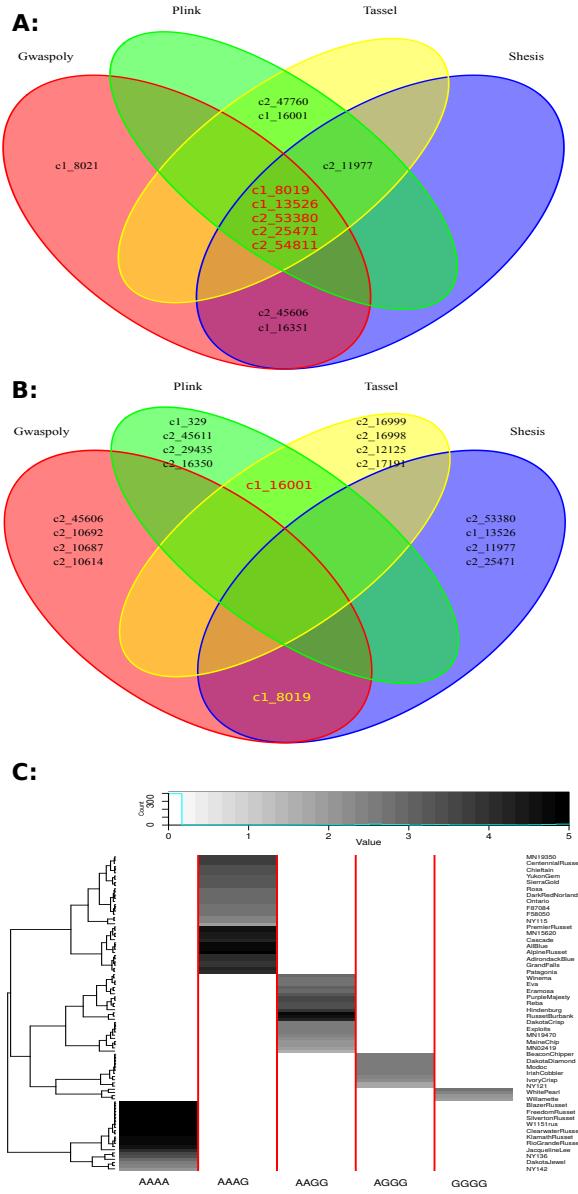 A:
Plink
Tassel
Gwaspoly
Shesis
c2_47760
c1_16001
c1_8021
c2_11977
c1_8019
c1_13526
c2_53380
c2_25471
c2_54811
c2_45606
c1_16351
B:
Plink
Tassel
Gwaspoly
Shesis
c1_329
c2_45611
c2_29435
c2_16350
c2_16999
c2_16998
c2_12125
c2_17191
c1_16001
c2_45606
c2_10692
c2_10687
c2_10614
c2_53380
c1_13526
c2_11977
c2_25471
c1_8019
C:
Count
0
300
0
1
2
3
4
5
Value
MN19350
CentennialRusse
Chieftain
YukonGem
SierraGold
Rosa
DarkRedNorland
Ontario
F87084
F58050
NY115
PremierRusset
MN15620
Cascade
AllBlue
AlpineRusset
AdirondackBlue
GrandFalls
Patagonia
Winema
Eva
Eramosa
PurpleMajesty
Reba
Hindenburg
RussetBurbank
DakotaCrisp
Exploits
MN19470
MaineChip
MN02419
BeaconChipper
DakotaDiamond
Modoc
IrishCobbler
IvoryCrisp
NY121
WhitePearl
Willamette
BlazerRusset
FreedomRusset
SilvertonRusset
W1151rus
ClearwaterRusse
KlamathRusset
RioGrandeRusse
JacquelineLee
NY136
DakotaJewel
NY142
AAAA
AAAG
AAGG
AGGG
GGGG